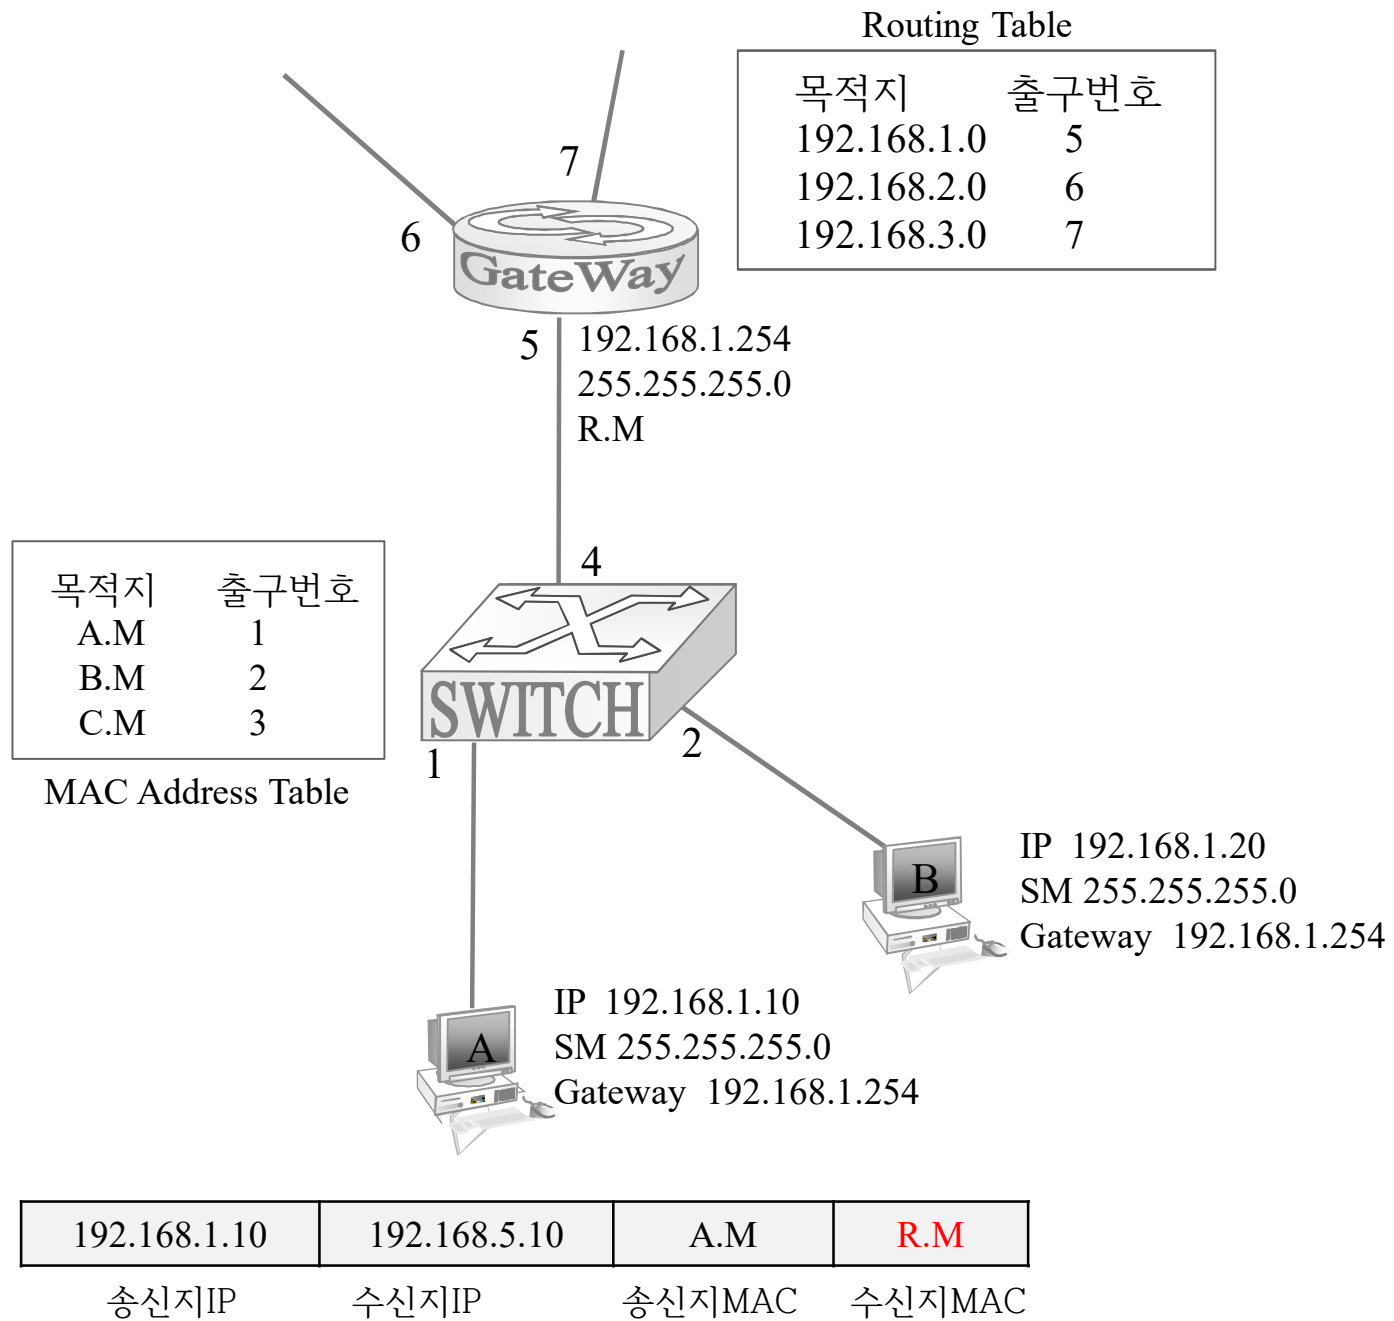 Routing Table
목적지 출구번호
192.168.1.0 5
192.168.2.0 6
192.168.3.0 7
7
6
GateWay
5
192.168.1.254
255.255.255.0
R.M
4
목적지 출구번호
A.M 1
B.M 2
C.M 3
MAC Address Table
SWITCH
1
2
B
IP 192.168.1.20
SM 255.255.255.0
Gateway 192.168.1.254
A
IP 192.168.1.10
SM 255.255.255.0
Gateway 192.168.1.254
192.168.1.10 192.168.5.10 A.M R.M
송신지IP 수신지IP 송신지MAC 수신지MAC